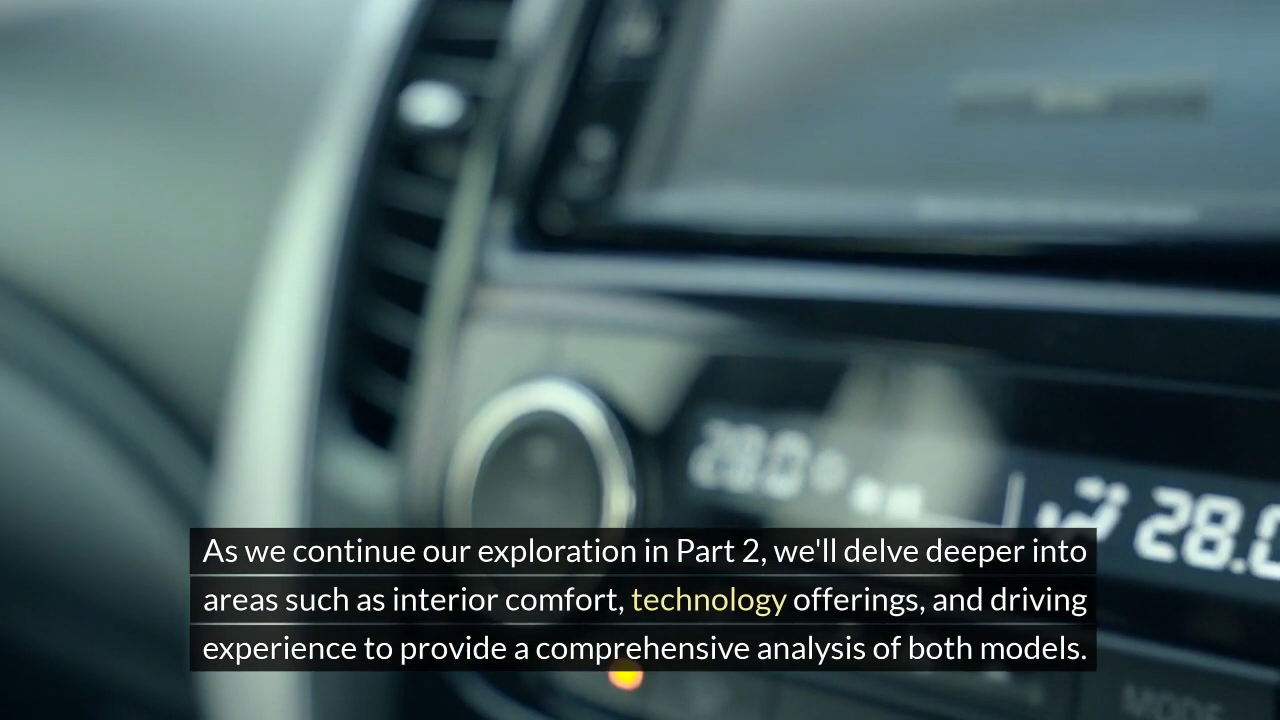 28.0°
28.0
As we continue our exploration in Part 2, we'll delve deeper into
areas such as interior comfort, technology offerings, and driving
experience to provide a comprehensive analysis of both models.
MODE